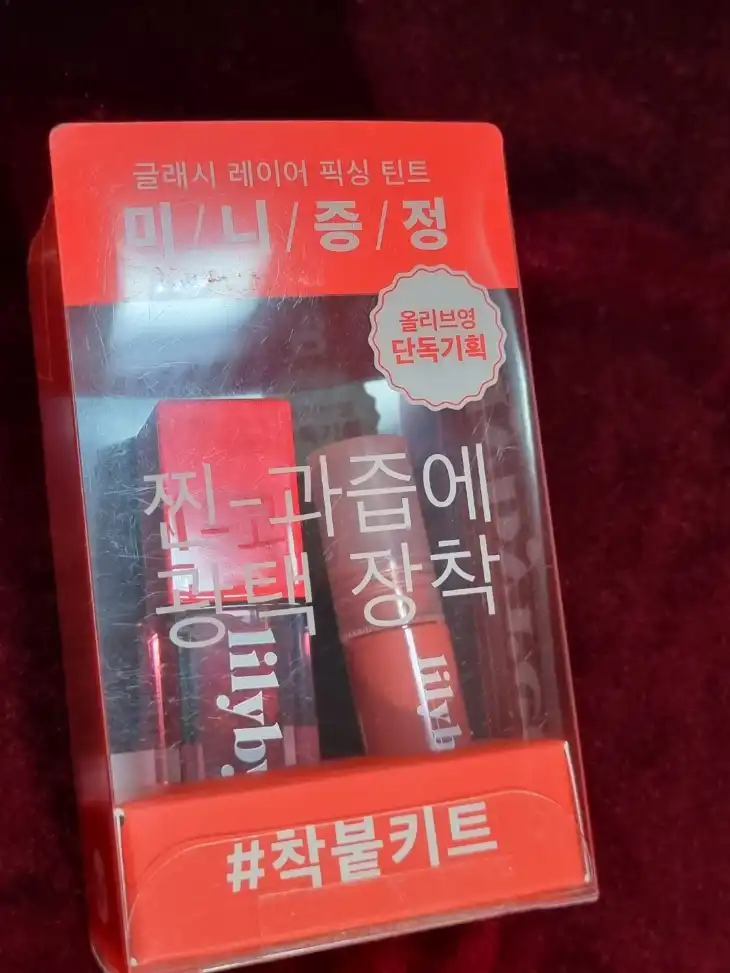 글래시 레이어 픽싱 틴트
미/니/증/정
올리브영
단독기획
찐-과즙에
광택 장착
lilyb
lilyb
#착붙키트